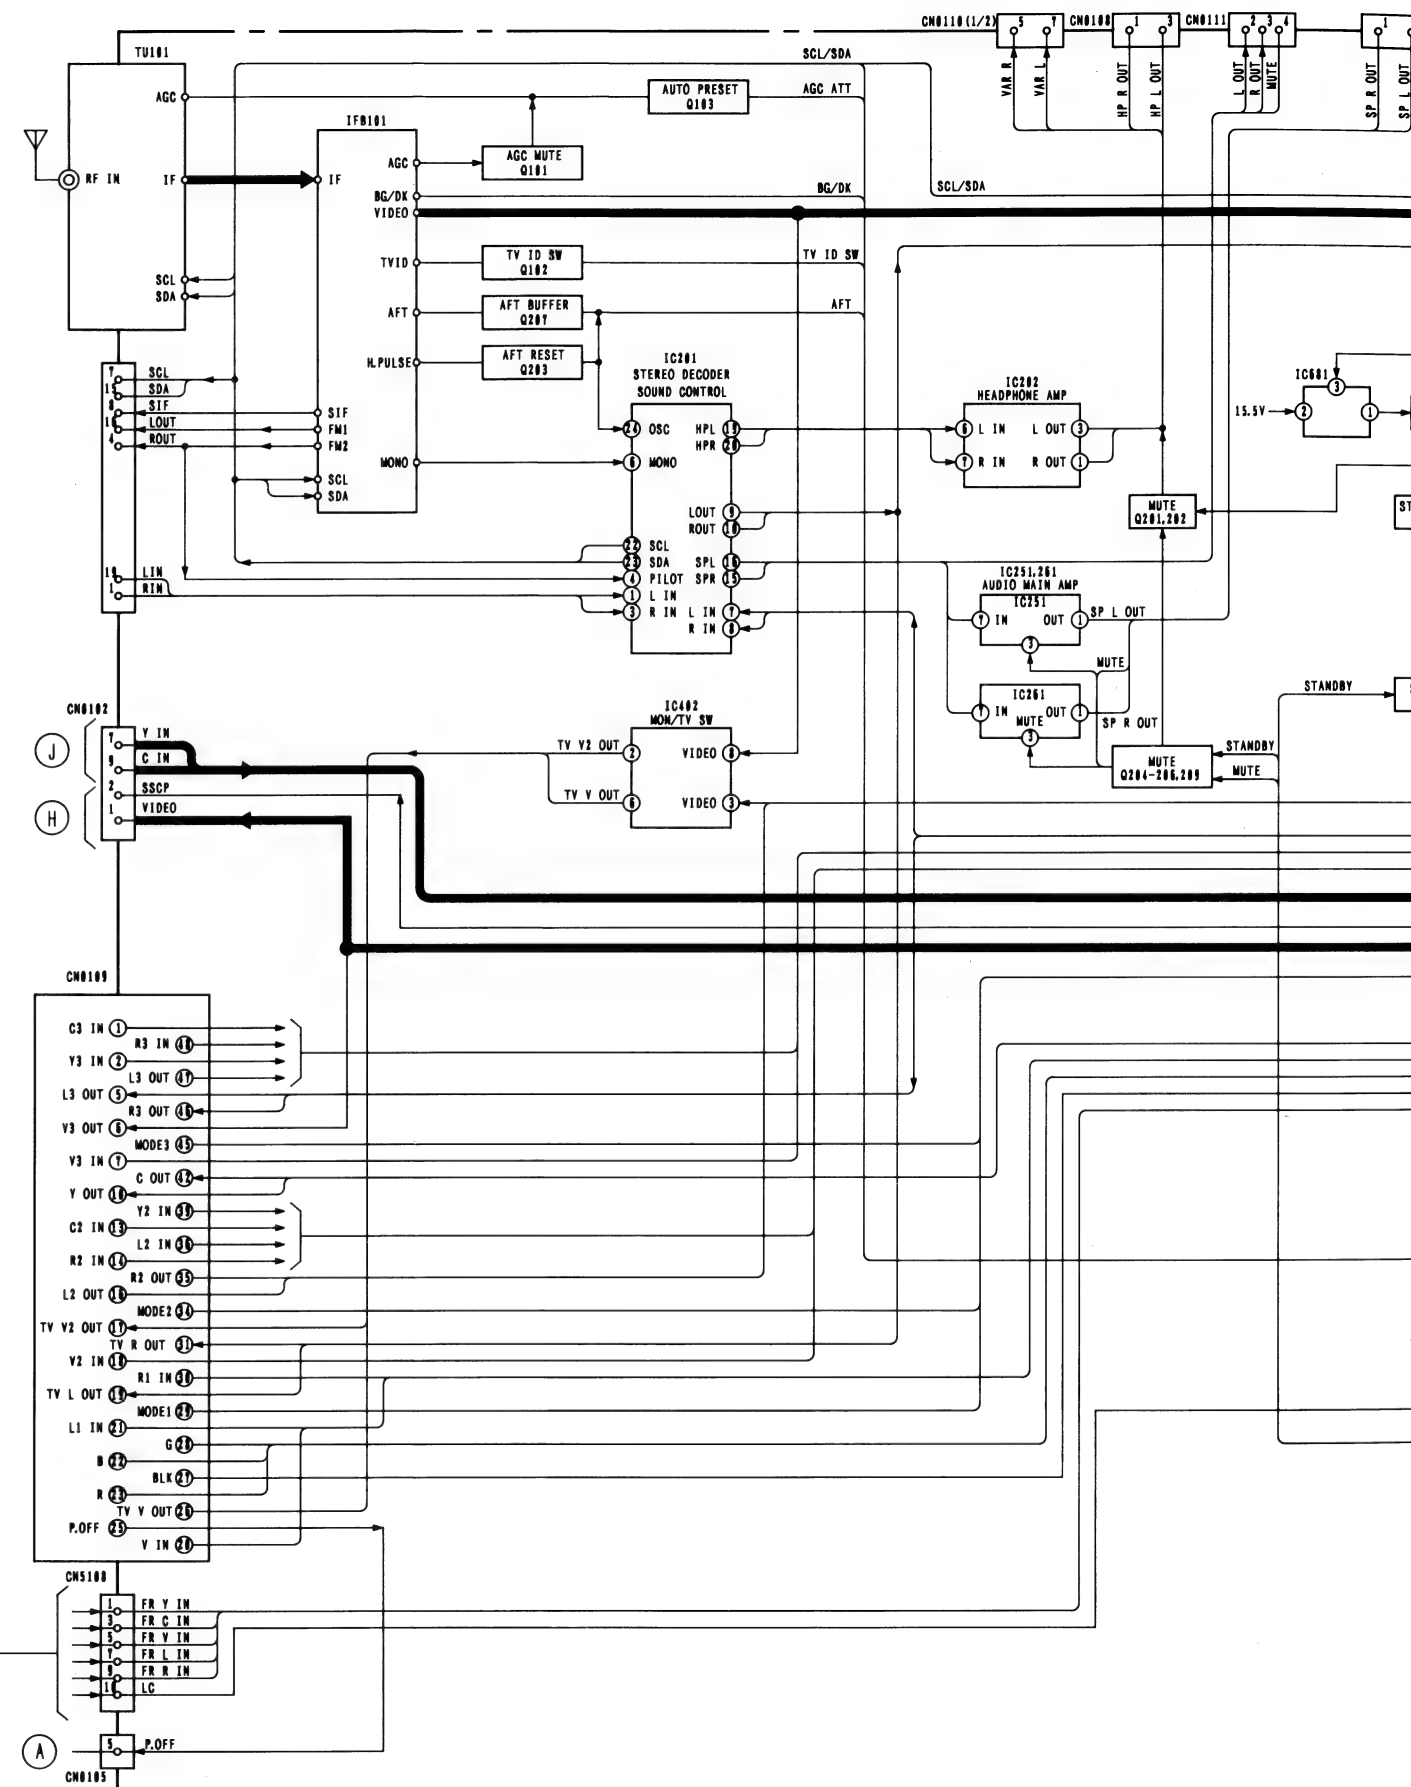 CN0110(1/2)
5 7
CN0108
1 3
CN0111
2 3 4
1
VAR R
VAR L
HP R OUT
HP L OUT
L OUT
R OUT
MUTE
SP R OUT
SP L OUT
TU101
AGC
RF IN
IF
SCL
SDA
SCL/SDA
AUTO PRESET
Q103
AGC ATT
IFB101
AGC
IF
BG/DK
VIDEO
TVID
AFT
H.PULSE
SIF
FM1
FM2
MONO
SCL
SDA
AGC MUTE
Q101
BG/DK
SCL/SDA
TV ID SW
Q102
TV ID SW
AFT BUFFER
Q207
AFT
AFT RESET
Q203
7 SCL
15 SDA
8 SIF
LOUT
4 ROUT
LIN
1 RIN
IC201
STEREO DECODER
SOUND CONTROL
24 OSC HPL 19
HPR 20
6 MONO
LOUT 9
ROUT 10
22 SCL
23 SDA SPL 16
4 PILOT SPR 15
1 L IN
3 R IN L IN 7
R IN 8
IC202
HEADPHONE AMP
6 L IN L OUT 3
7 R IN R OUT 1
IC681
3
15.5V
2 1
MUTE
Q201,202
ST
IC251,261
AUDIO MAIN AMP
IC251
7 IN OUT 1
3
SP L OUT
MUTE
IC261
7 IN OUT 1
MUTE
3
SP R OUT
STANDBY
MUTE
Q204-206,209
STANDBY
MUTE
CN0102
J
7 Y IN
9 C IN
2 SSCP
H
1 VIDEO
IC402
MON/TV SW
TV V2 OUT 2 VIDEO 8
TV V OUT 6 VIDEO 3
CN0109
C3 IN 1
R3 IN 48
Y3 IN 2
L3 OUT 47
L3 OUT 5
R3 OUT 46
V3 OUT 6
MODE3 45
V3 IN 7
C OUT 42
Y OUT 10
Y2 IN 39
C2 IN 13
L2 IN 36
R2 IN 14
R2 OUT 35
L2 OUT 16
MODE2 34
TV V2 OUT 17
TV R OUT 31
V2 IN 18
R1 IN 30
TV L OUT 19
MODE1 29
L1 IN 21
G 28
B 22
BLK 27
R 23
TV V OUT 26
P.OFF 25
V IN 20
CN5108
1 FR Y IN
3 FR C IN
5 FR V IN
7 FR L IN
9 FR R IN
10 LC
A
5 P.OFF
CN0105